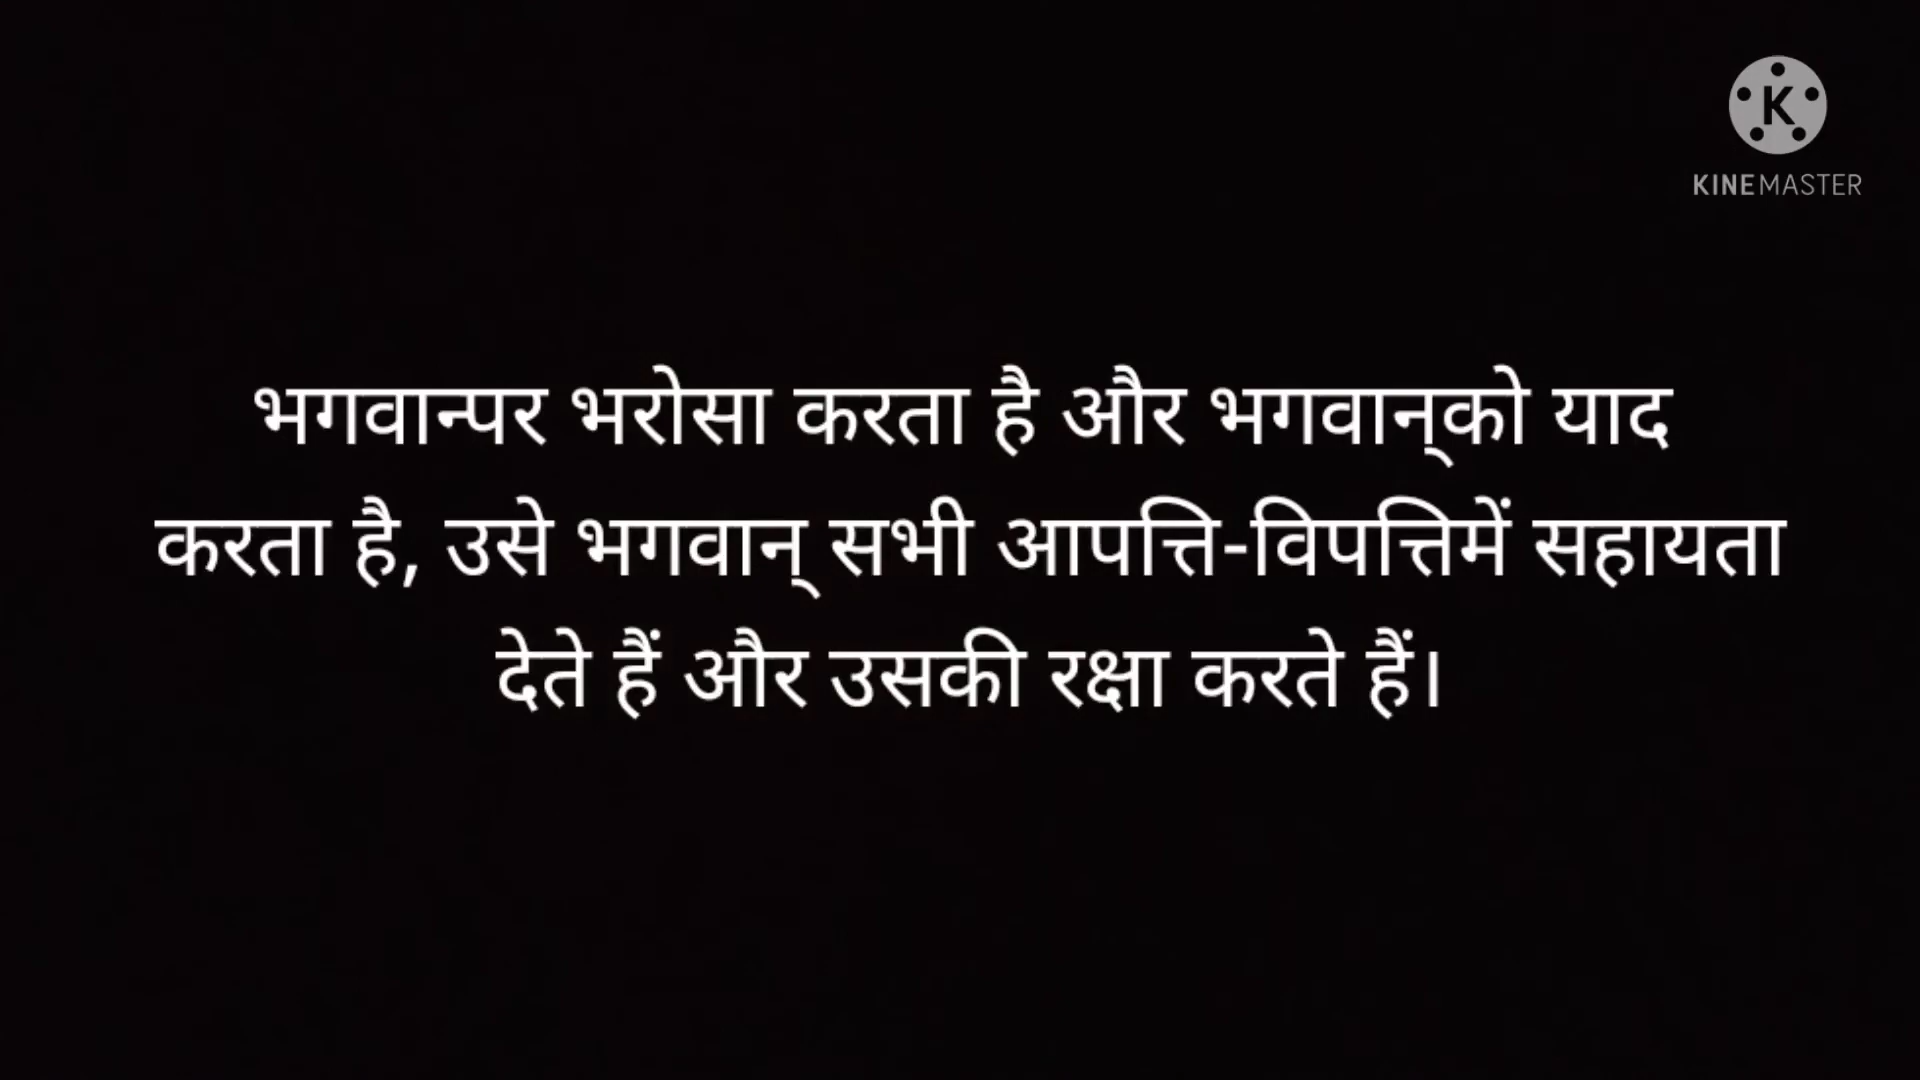 KINEMASTER
भगवान्पर भरोसा करता है और भगवान्‌को याद
करता है, उसे भगवान् सभी आपत्ति-विपत्तिमें सहायता
देते हैं और उसकी रक्षा करते हैं।